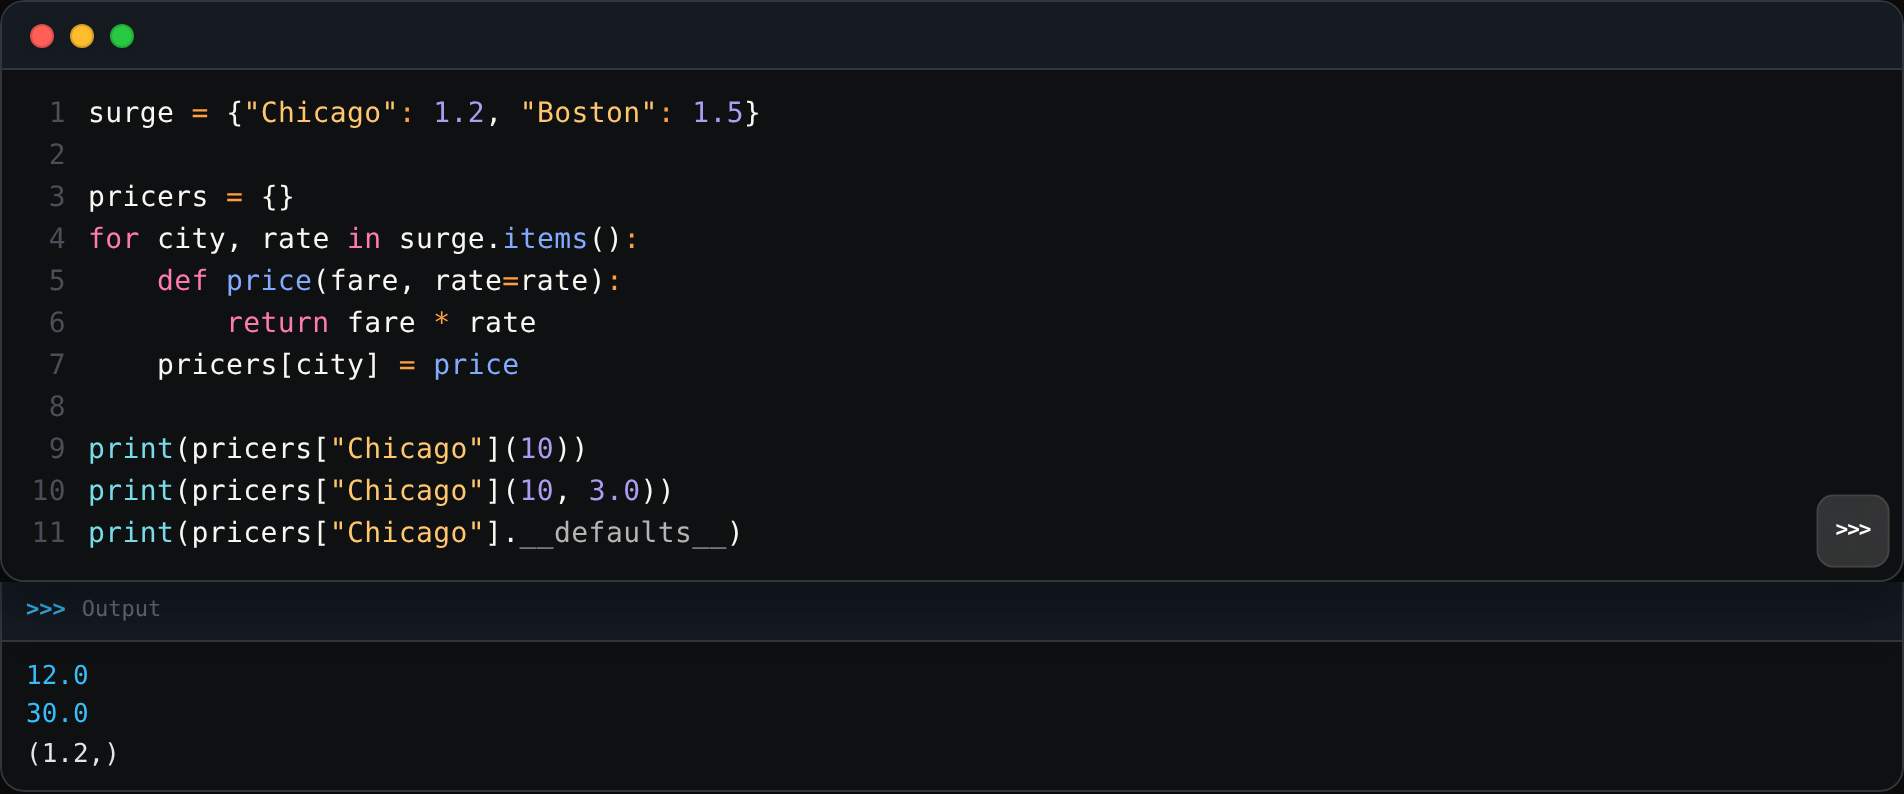 1 surge = {"Chicago": 1.2, "Boston": 1.5}
2
3 pricers = {}
4 for city, rate in surge.items():
5     def price(fare, rate=rate):
6         return fare * rate
7     pricers[city] = price
8
9 print(pricers["Chicago"](10))
10 print(pricers["Chicago"](10, 3.0))
11 print(pricers["Chicago"].__defaults__)
>>>
>>> Output
12.0
30.0
(1.2,)